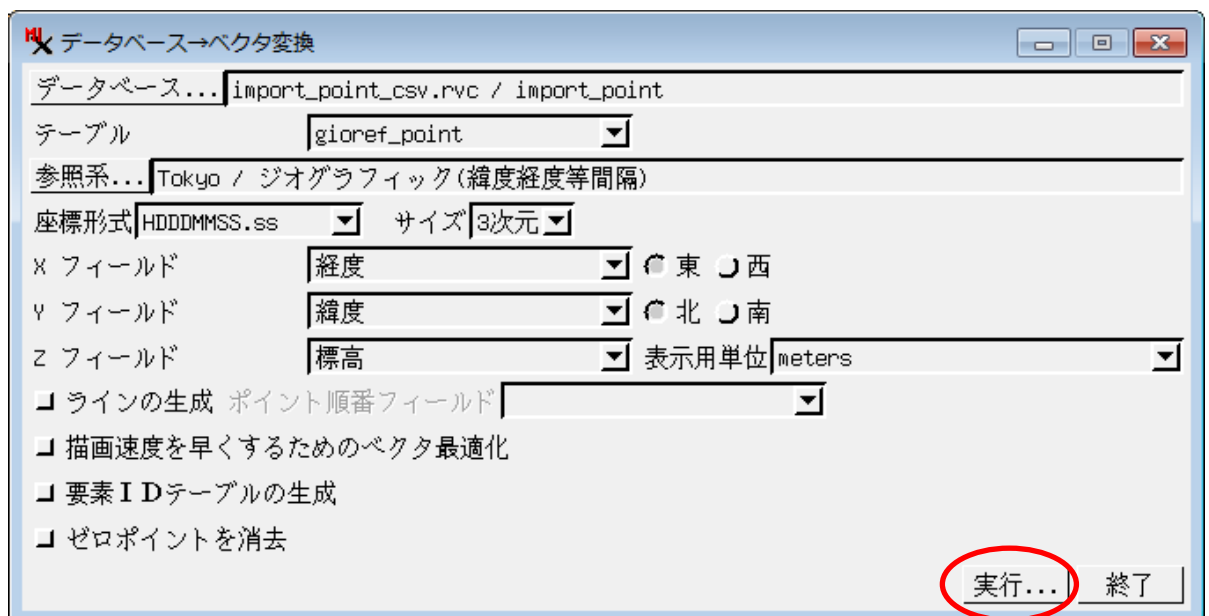 データベース→ベクタ変換
データベース... import_point_csv.rvc / import_point
テーブル gioref_point
参照系... Tokyo / ジオグラフィック(緯度経度等間隔)
座標形式 HDDDMMSS.ss サイズ 3次元
X フィールド 経度 東 西
Y フィールド 緯度 北 南
Z フィールド 標高 表示用単位 meters
ラインの生成 ポイント順番フィールド
描画速度を早くするためのベクタ最適化
要素ＩＤテーブルの生成
ゼロポイントを消去
実行... 終了